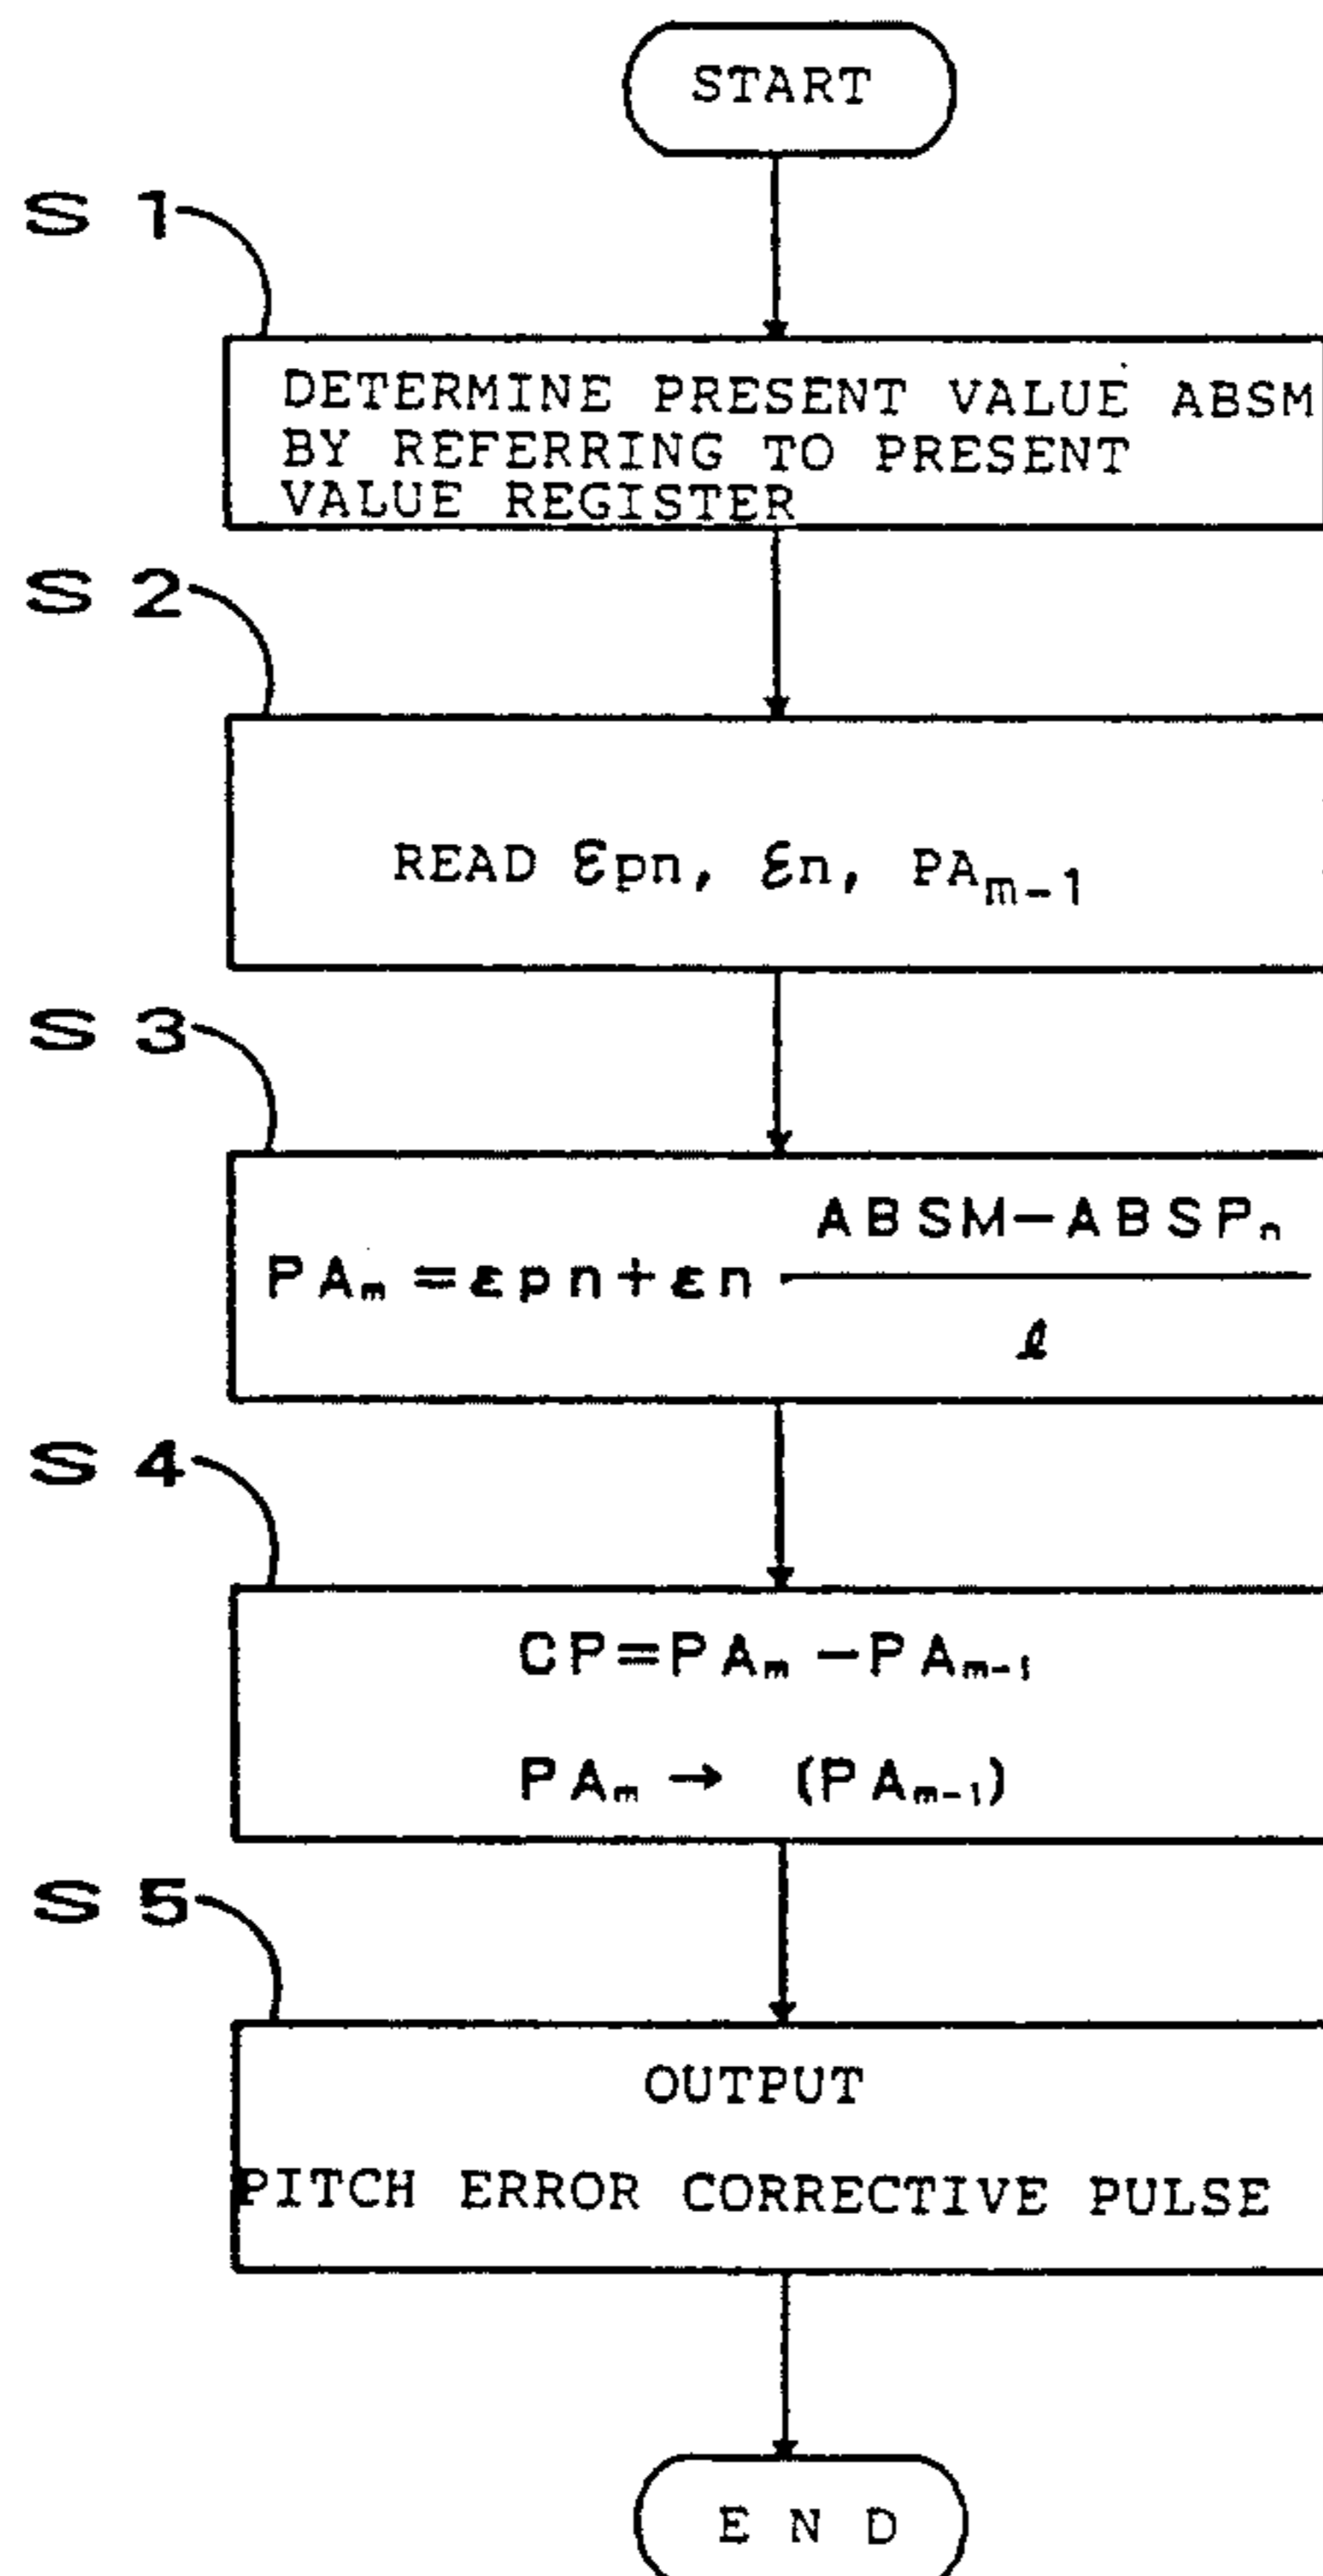 START
S 1
DETERMINE PRESENT VALUE ABSM
BY REFERRING TO PRESENT
VALUE REGISTER
S 2
READ εpn, εn, PAₘ₋₁
S 3
ABSM−ABSPₙ
PAₘ = εpn + εn
ℓ
S 4
CP=PAₘ −PAₘ₋₁
PAₘ → (PAₘ₋₁)
S 5
OUTPUT
PITCH ERROR CORRECTIVE PULSE
E N D